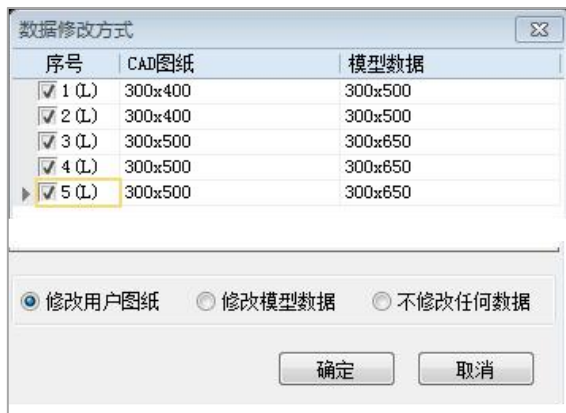 数据修改方式
序号 CAD图纸 模型数据
1(L) 300x400 300x500
2(L) 300x400 300x500
3(L) 300x500 300x650
4(L) 300x500 300x650
5(L) 300x500 300x650
修改用户图纸 修改模型数据 不修改任何数据
确定 取消